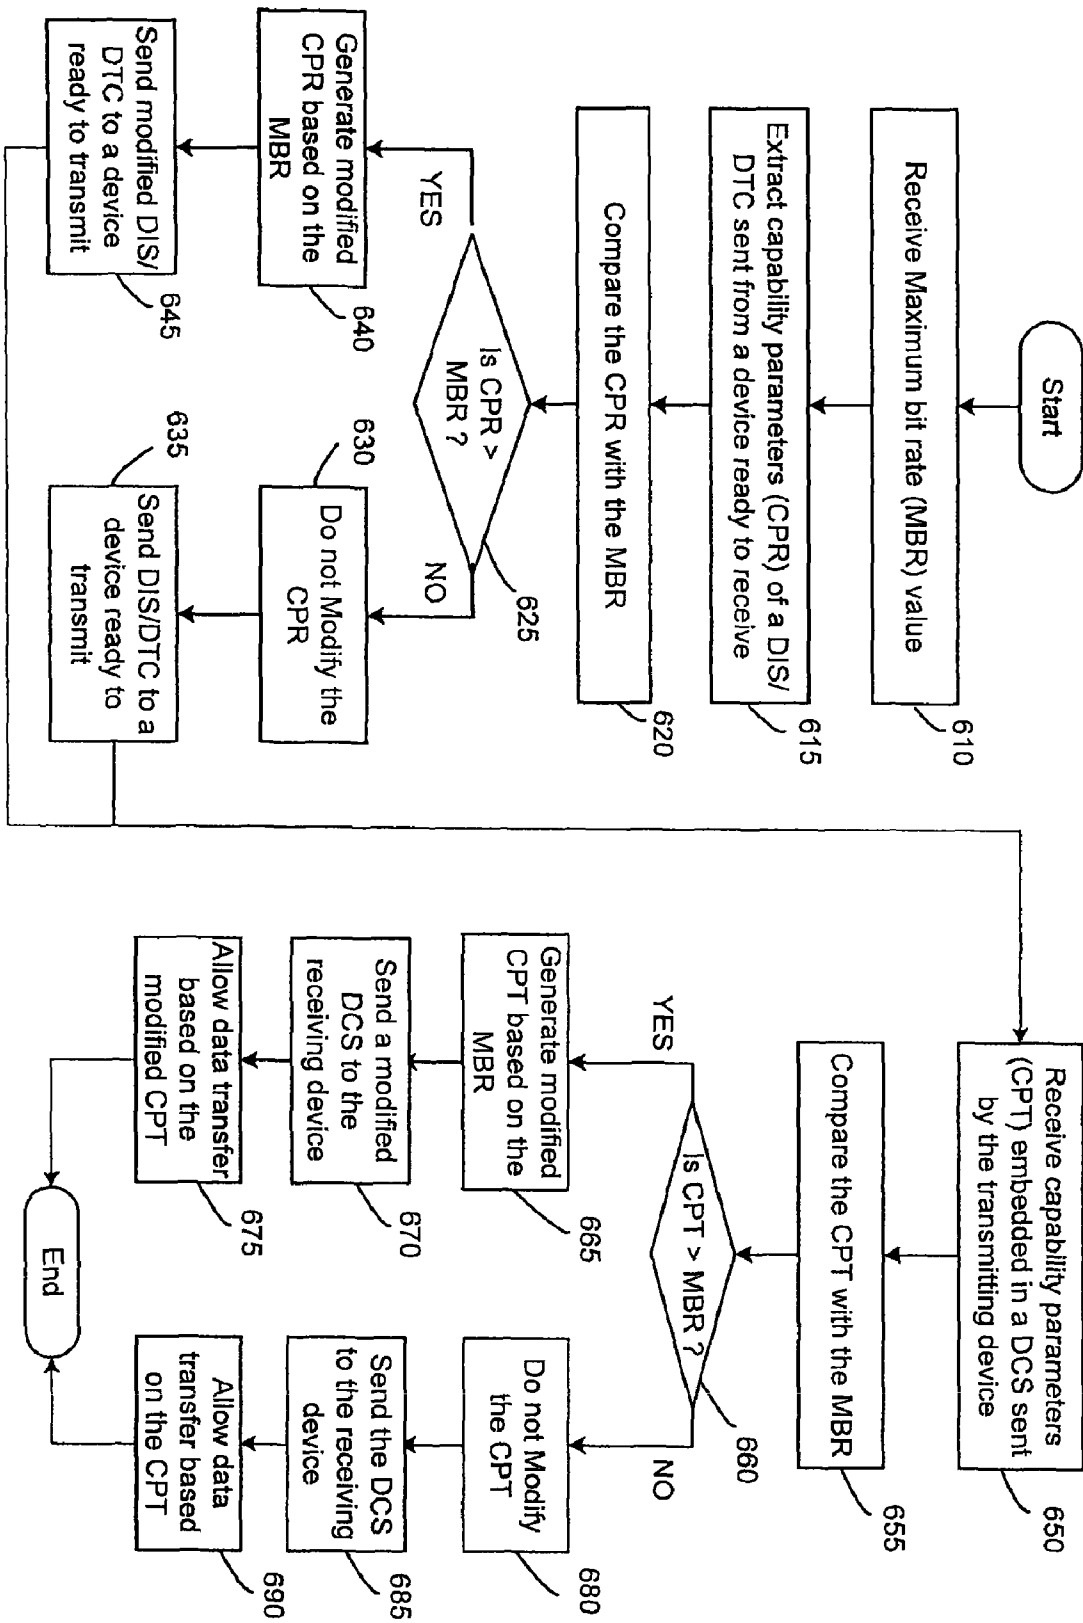 Start
Receive Maximum bit rate (MBR) value
610
Extract capability parameters (CPR) of a DIS/
DTC sent from a device ready to receive
615
Compare the CPR with the MBR
620
Is CPR >
MBR ?
625
YES
NO
Generate modified
CPR based on the
MBR
640
Do not Modify the
CPR
630
Send modified DIS/
DTC to a device
ready to transmit
645
Send DIS/DTC to a
device ready to
transmit
635
Receive capability parameters
(CPT) embedded in a DCS sent
by the transmitting device
650
Compare the CPT with the MBR
655
Is CPT > MBR ?
660
YES
NO
Generate modified
CPT based on the
MBR
665
Do not Modify
the CPT
680
Send a modified
DCS to the
receiving device
670
Send the DCS
to the receiving
device
685
Allow data transfer
based on the
modified CPT
675
Allow data
transfer based
on the CPT
690
End